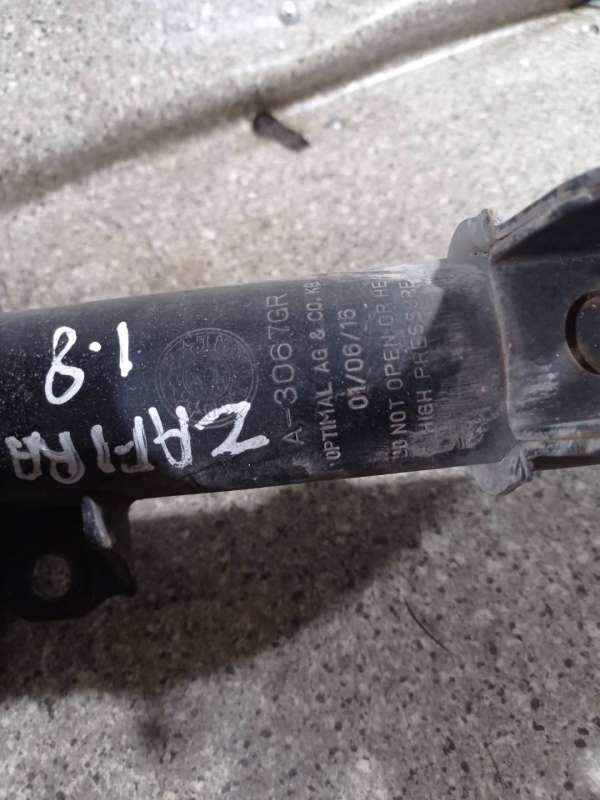 A-3067GR
OPTIMAL AG & CO. KG
01/06/16
DO NOT OPEN OR HE
HIGH PRESSURE
ZAFIRA
1.8